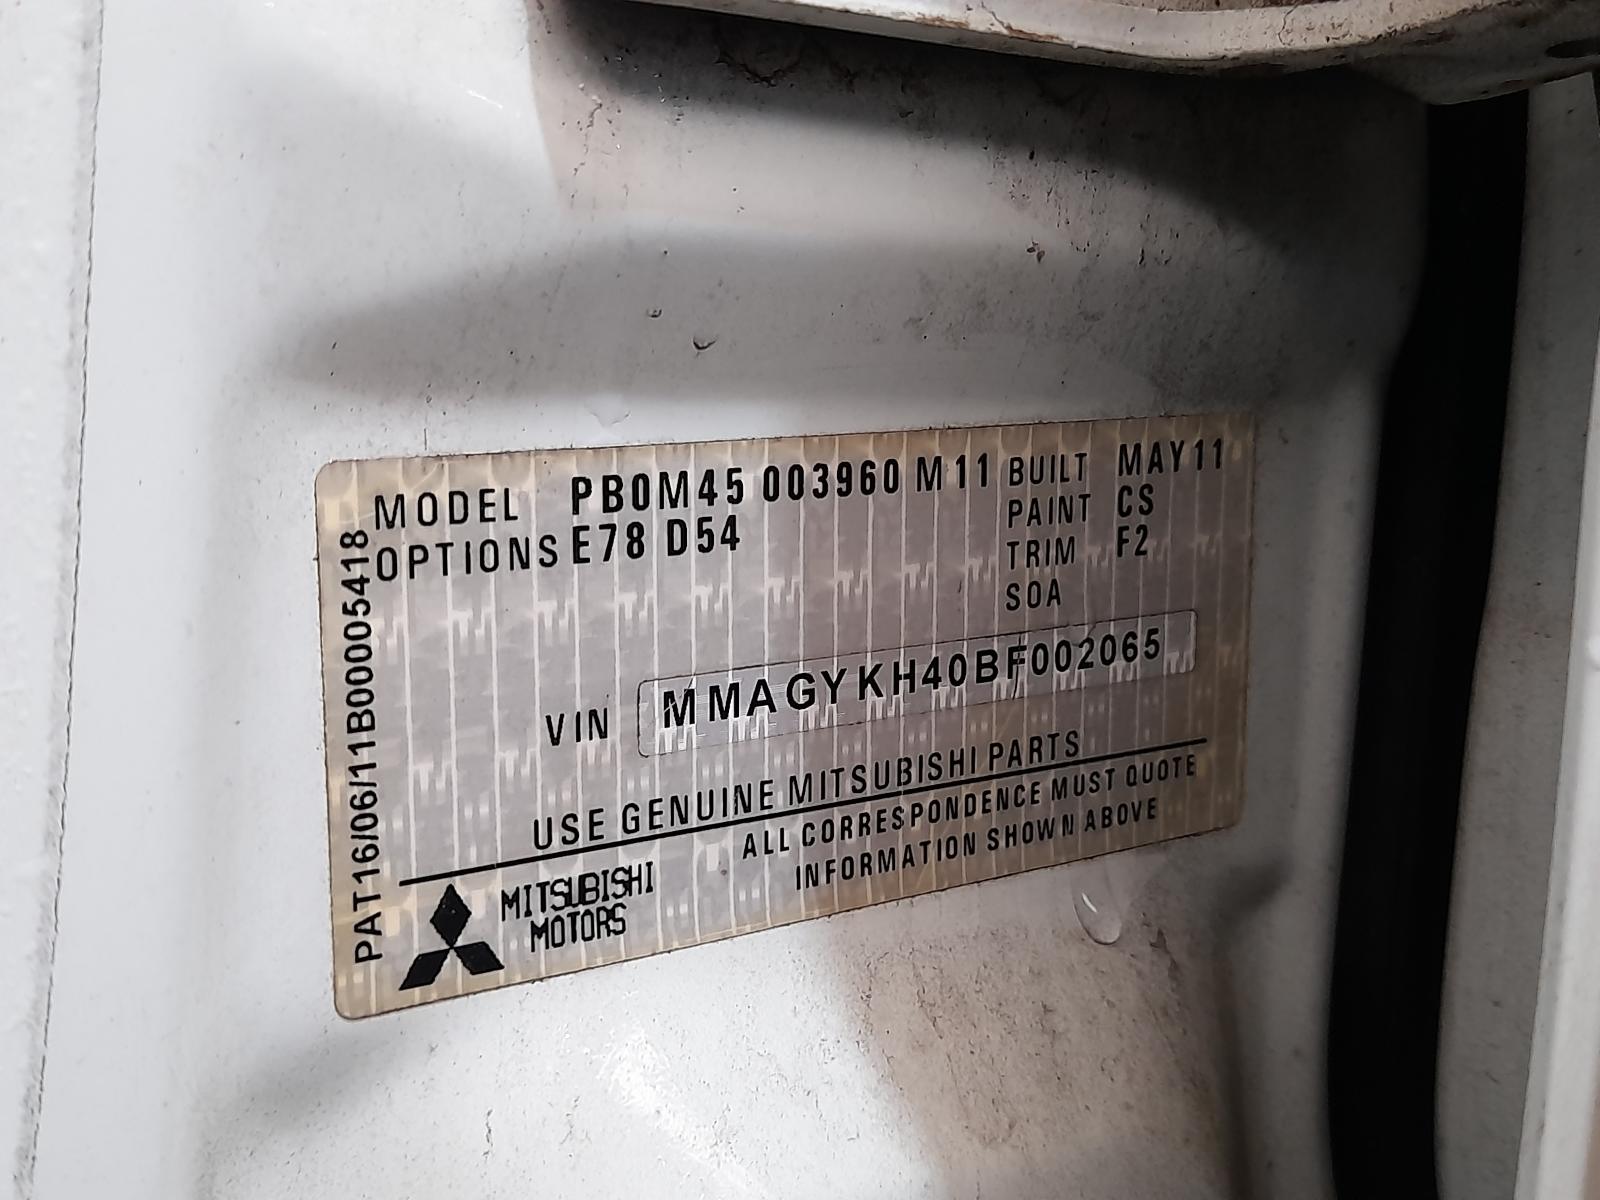 MODEL PB0M45 003960 M11 BUILT MAY11
OPTIONS E78 D54 PAINT CS
TRIM F2
SOA
VIN MMAGYKH40BF002065
USE GENUINE MITSUBISHI PARTS
ALL CORRESPONDENCE MUST QUOTE
INFORMATION SHOWN ABOVE
MITSUBISHI
MOTORS
PAT16/06/11B00005418